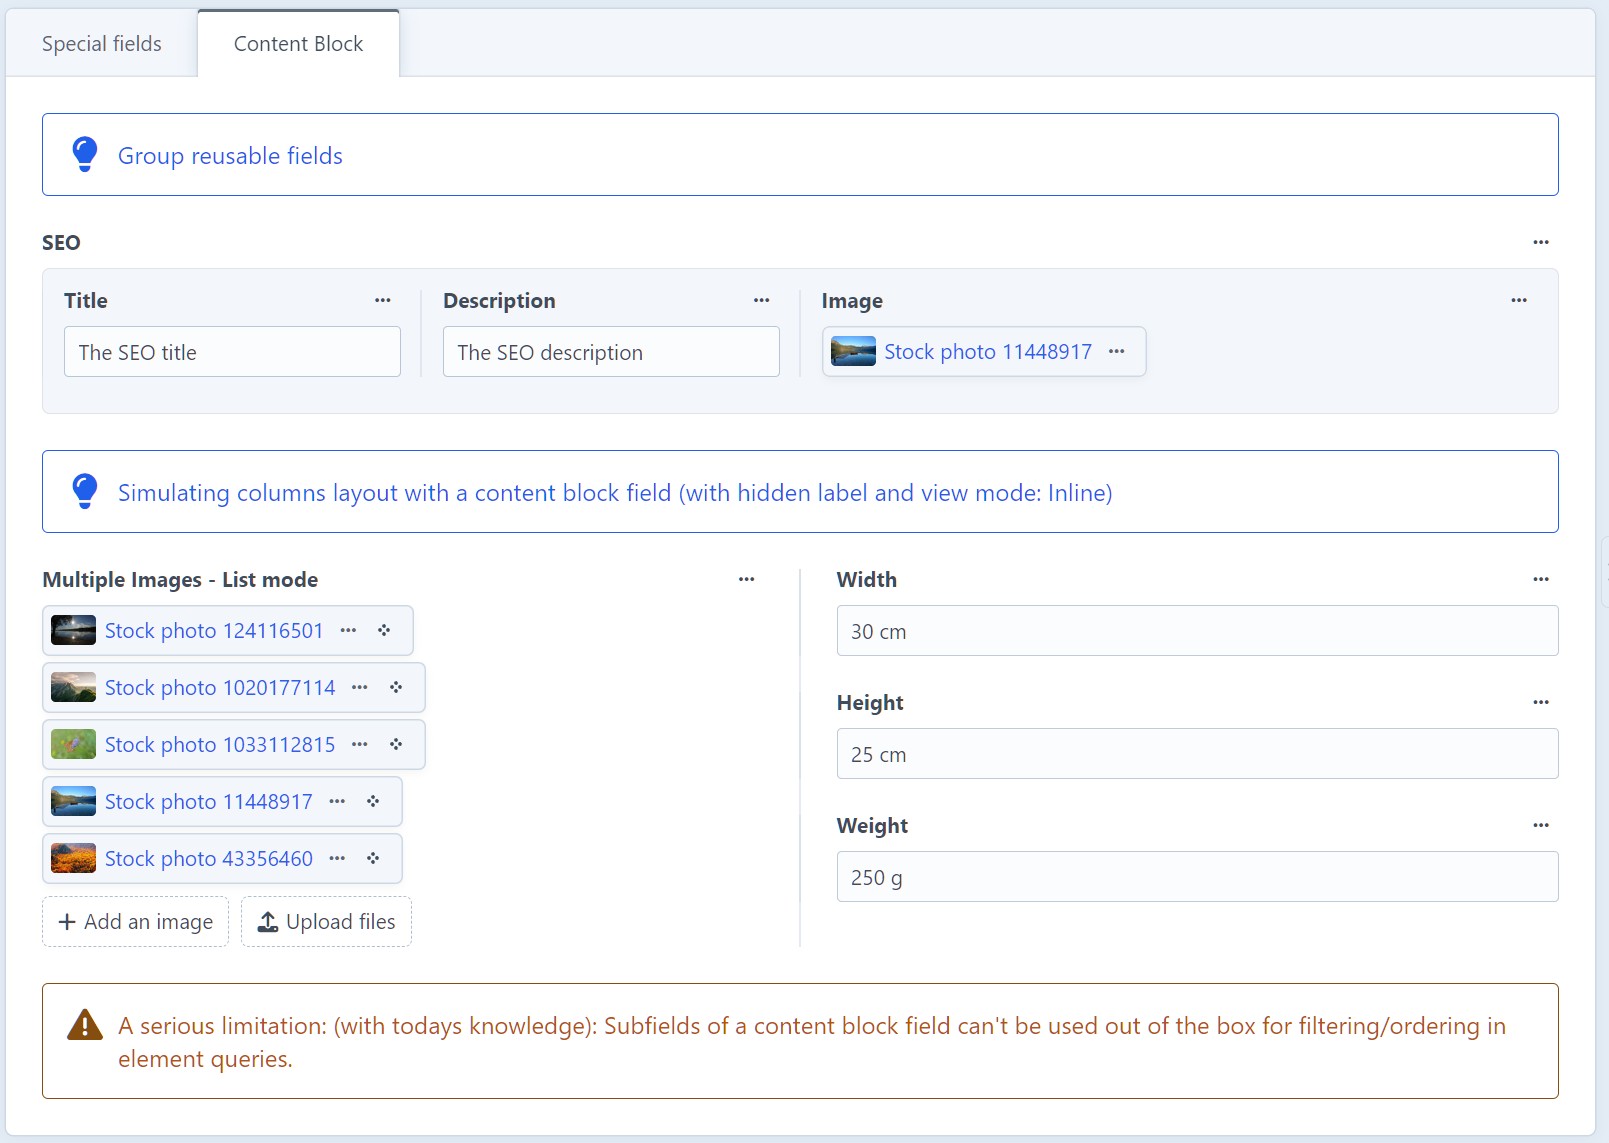 Special fields
Content Block
Group reusable fields
SEO
Title
Description
Image
The SEO title
The SEO description
Stock photo 11448917
Simulating columns layout with a content block field (with hidden label and view mode: Inline)
Multiple Images - List mode
Stock photo 124116501
Stock photo 1020177114
Stock photo 1033112815
Stock photo 11448917
Stock photo 43356460
Add an image
Upload files
Width
30 cm
Height
25 cm
Weight
250 g
A serious limitation: (with todays knowledge): Subfields of a content block field can't be used out of the box for filtering/ordering in
element queries.